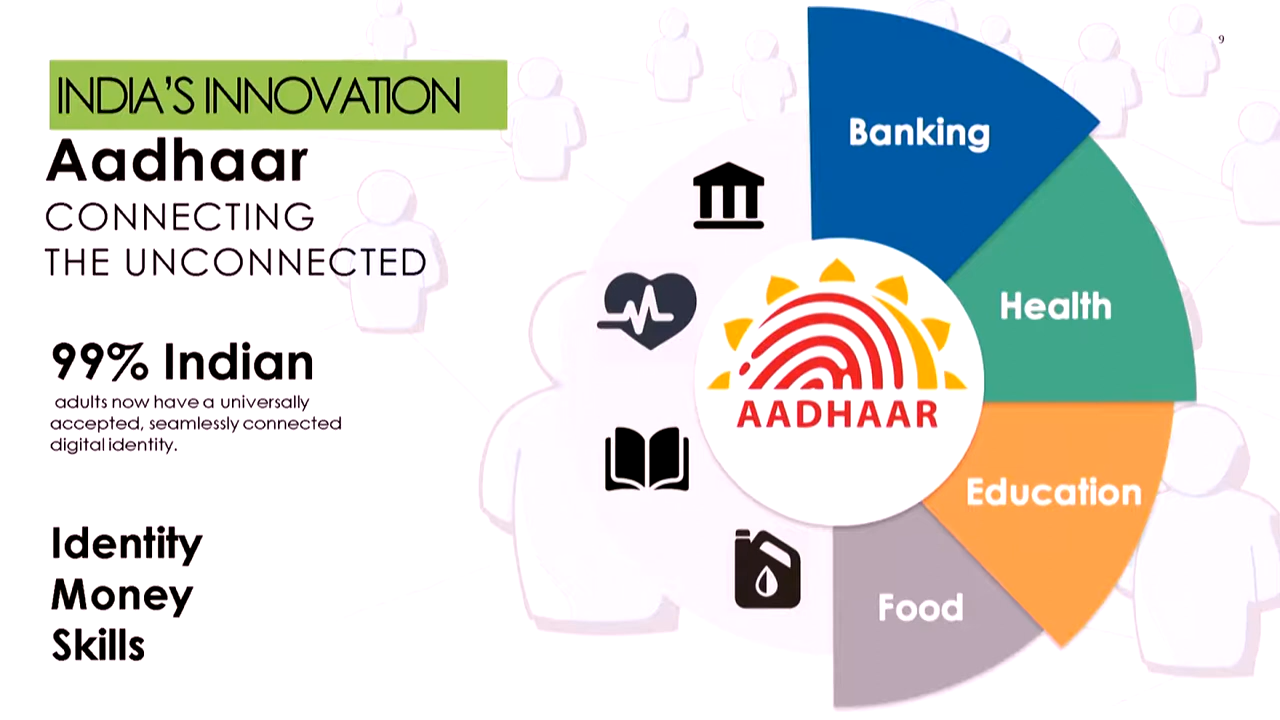 9
INDIA'S INNOVATION
Aadhaar
CONNECTING
THE UNCONNECTED
99% Indian
adults now have a universally
accepted, seamlessly connected
digital identity.
Identity
Money
Skills
Banking
Health
AADHAAR
Education
Food